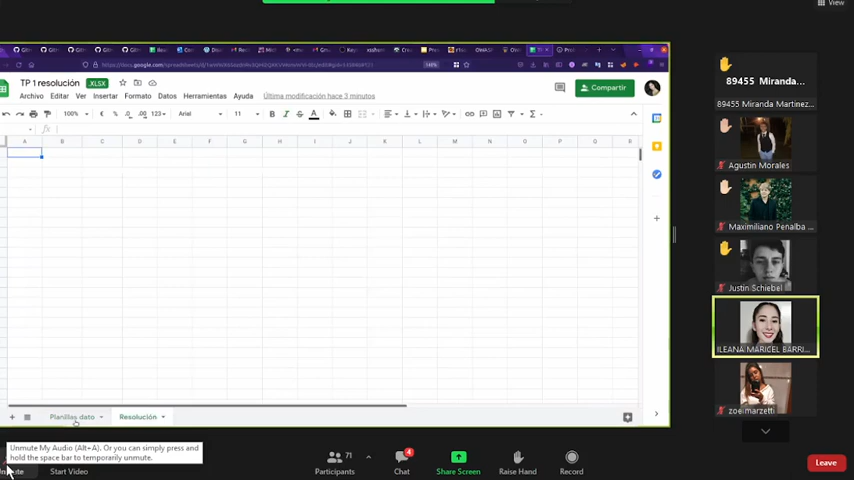 View
TP 1 resolución
XLSX
Archivo Editar Ver Insertar Formato Datos Herramientas Ayuda Última modificación hace 3 minutos
Compartir
100% € % .0 .00 123 Arial 11 B I S A
fx
A B C D E F G H I J K L M N O P Q R
+ Planillas dato Resolución
Unmute My Audio (Alt+A). Or you can simply press and
hold the space bar to temporarily unmute.
Start Video
71
Participants
4
Chat
Share Screen
Raise Hand
Record
Leave
89455 Miranda...
89455 Miranda Martinez...
Agustin Morales
Maximiliano Penalba ...
Justin Schiebel
ILEANA MARICEL BARRI...
zoe marzetti